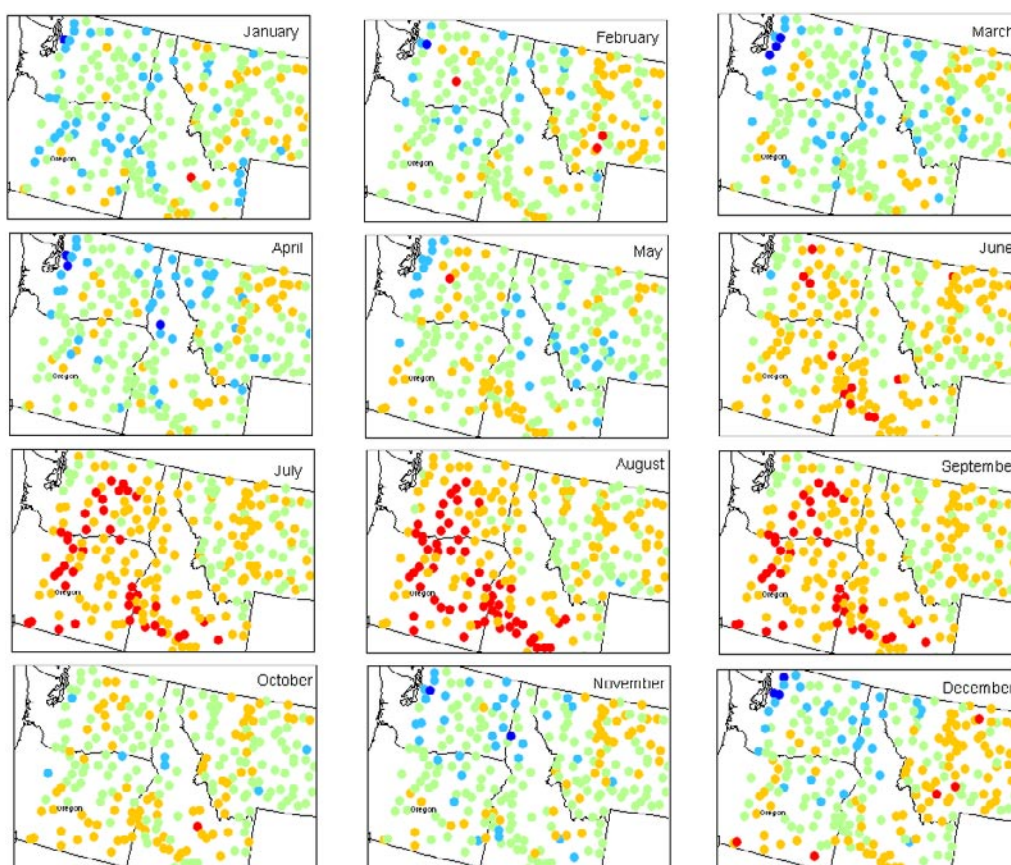 January
Oregon
February
Oregon
March
Oregon
April
Oregon
May
Oregon
June
Oregon
July
Oregon
August
Oregon
September
Oregon
October
Oregon
November
Oregon
December
Oregon